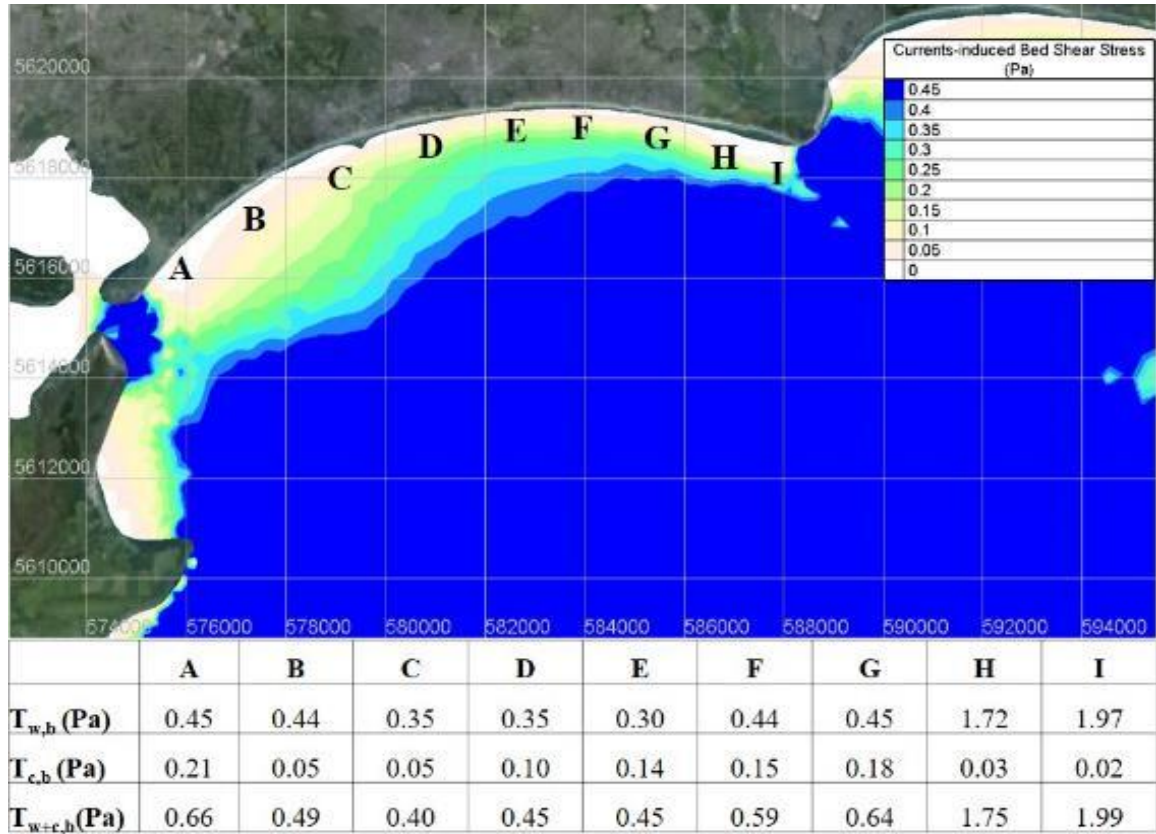 Currents-induced Bed Shear Stress
(Pa)
0.45
0.4
0.35
0.3
0.25
0.2
0.15
0.1
0.05
0
5620000
5618000
5616000
5614000
5612000
5610000
A
B
C
D
E
F
G
H
I
574000 576000 578000 580000 582000 584000 586000 588000 590000 592000 594000
A B C D E F G H I
T_w,b (Pa) 0.45 0.44 0.35 0.35 0.30 0.44 0.45 1.72 1.97
T_c,b (Pa) 0.21 0.05 0.05 0.10 0.14 0.15 0.18 0.03 0.02
T_w+c,b(Pa) 0.66 0.49 0.40 0.45 0.45 0.59 0.64 1.75 1.99